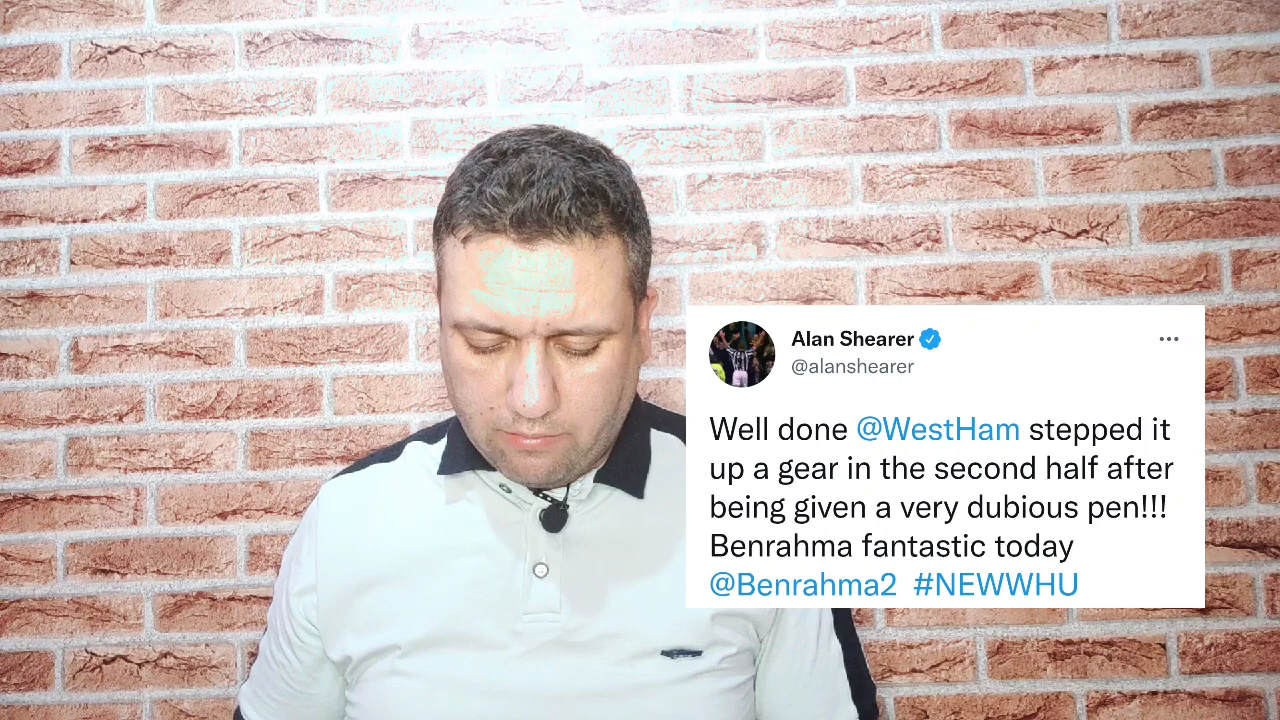 Alan Shearer
@alanshearer
Well done @WestHam stepped it
up a gear in the second half after
being given a very dubious pen!!!
Benrahma fantastic today
@Benrahma2 #NEWWHU